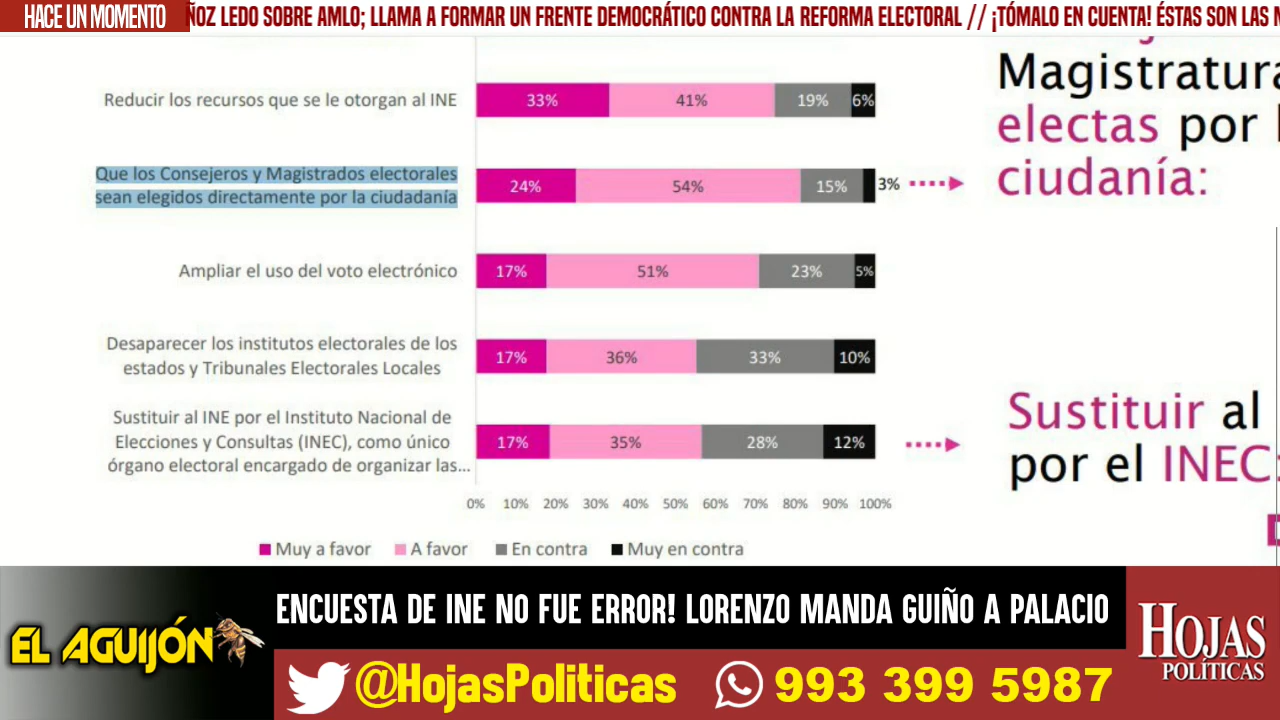 HACE UN MOMENTO
ÑOZ LEDO SOBRE AMLO; LLAMA A FORMAR UN FRENTE DEMOCRÁTICO CONTRA LA REFORMA ELECTORAL // ¡TÓMALO EN CUENTA! ÉSTAS SON LAS
Reducir los recursos que se le otorgan al INE
33% 41% 19% 6%
Que los Consejeros y Magistrados electorales
sean elegidos directamente por la ciudadanía
24% 54% 15% 3%
Ampliar el uso del voto electrónico
17% 51% 23% 5%
Desaparecer los institutos electorales de los
estados y Tribunales Electorales Locales
17% 36% 33% 10%
Sustituir al INE por el Instituto Nacional de
Elecciones y Consultas (INEC), como único
órgano electoral encargado de organizar las...
17% 35% 28% 12%
0% 10% 20% 30% 40% 50% 60% 70% 80% 90% 100%
Muy a favor A favor En contra Muy en contra
Magistratura
electas por
ciudanía:
Sustituir al
por el INEC:
EL AGUIJÓN
ENCUESTA DE INE NO FUE ERROR! LORENZO MANDA GUIÑO A PALACIO
@HojasPoliticas 993 399 5987
HOJAS
POLÍTICAS